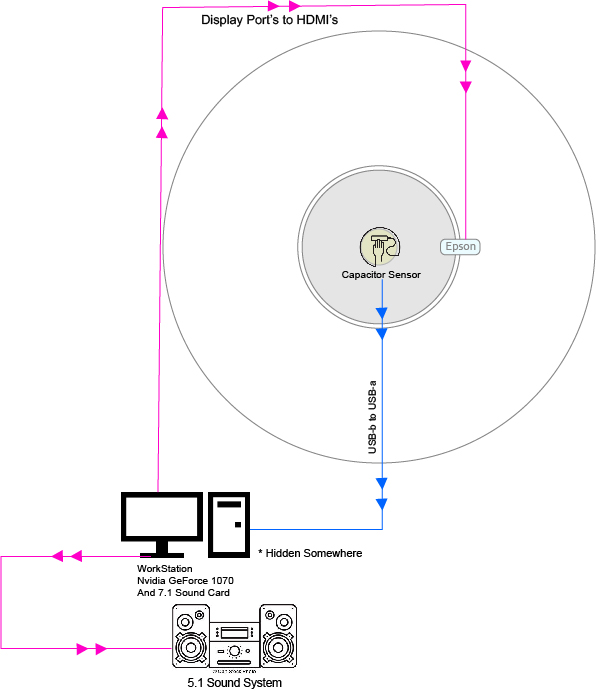 Display Port's to HDMI's
Epson
Capacitor Sensor
USB-b to USB-a
* Hidden Somewhere
WorkStation
Nvidia GeForce 1070
And 7.1 Sound Card
5.1 Sound System